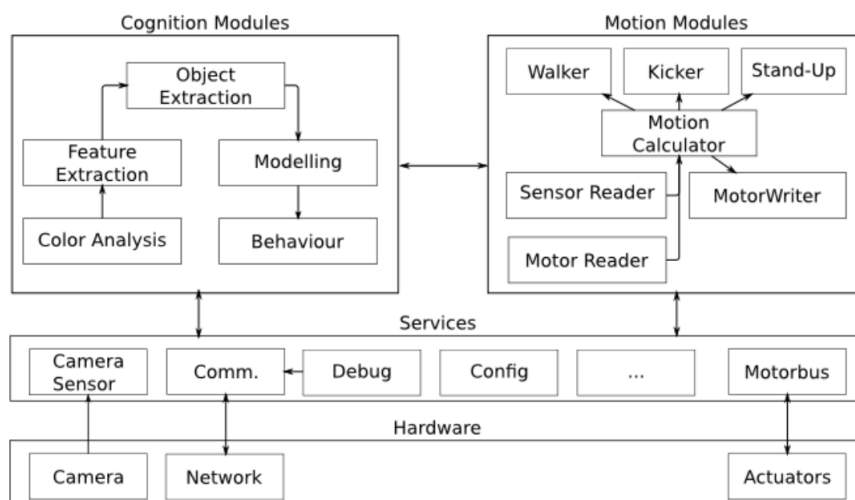 Cognition Modules
Object
Extraction
Feature
Extraction
Modelling
Color Analysis
Behaviour
Motion Modules
Walker
Kicker
Stand-Up
Motion
Calculator
Sensor Reader
MotorWriter
Motor Reader
Services
Camera
Sensor
Comm.
Debug
Config
...
Motorbus
Hardware
Camera
Network
Actuators